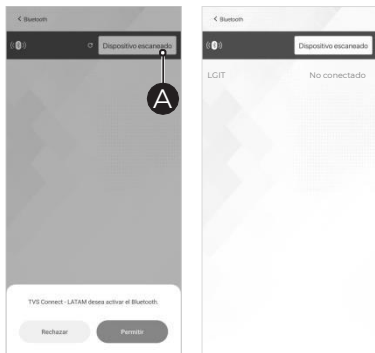 < Bluetooth
Dispositivo escaneado
A
TVS Connect - LATAM desea activar el Bluetooth.
Rechazar
Permitir
< Bluetooth
Dispositivo escaneado
LGIT No conectado